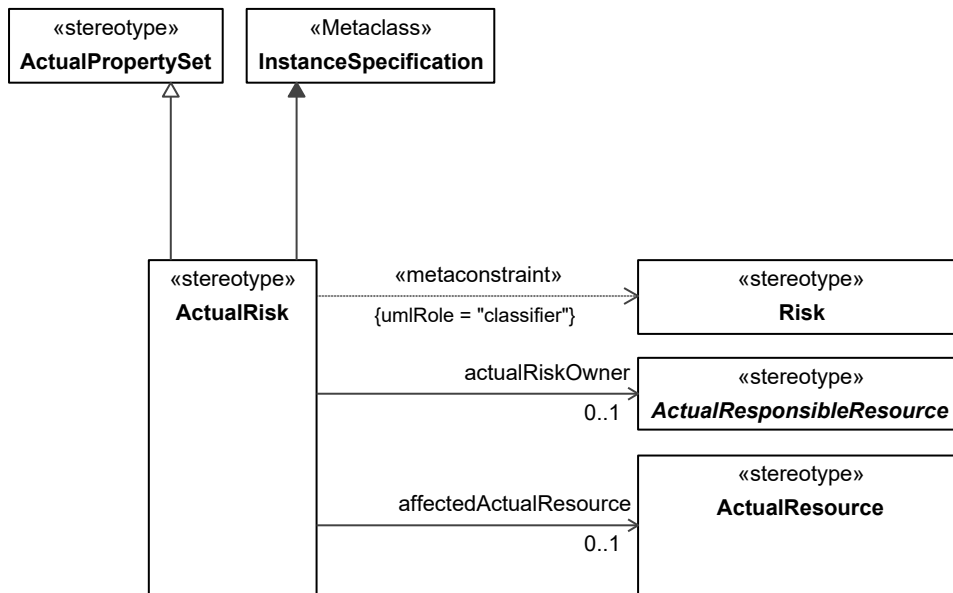 «stereotype»
ActualPropertySet
«Metaclass»
InstanceSpecification
«stereotype»
ActualRisk
«metaconstraint»
{umlRole = "classifier"}
«stereotype»
Risk
actualRiskOwner
0..1
«stereotype»
ActualResponsibleResource
affectedActualResource
0..1
«stereotype»
ActualResource